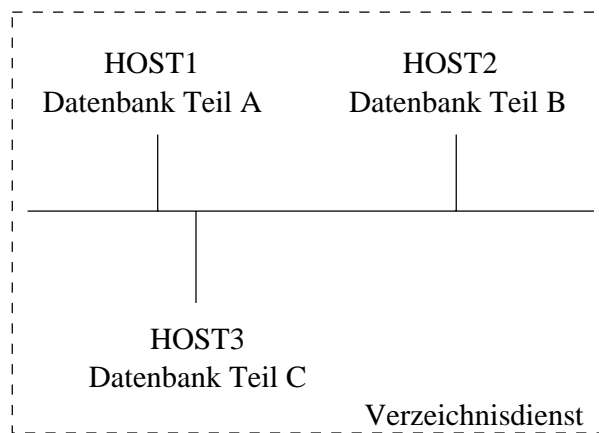 HOST1
Datenbank Teil A
HOST2
Datenbank Teil B
HOST3
Datenbank Teil C
Verzeichnisdienst